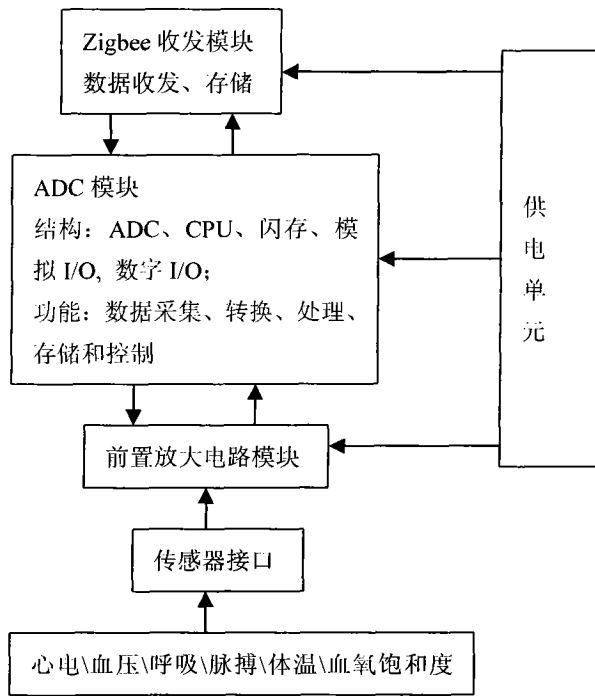 Zigbee 收发模块
数据收发、存储
ADC 模块
结构：ADC、CPU、闪存、模
拟 I/O, 数字 I/O；
功能：数据采集、转换、处理、
存储和控制
供
电
单
元
前置放大电路模块
传感器接口
心电\血压\呼吸\脉搏\体温\血氧饱和度